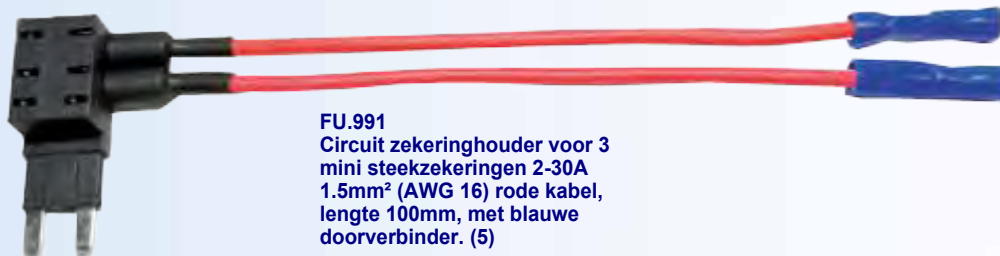 FU.991
Circuit zekeringhouder voor 3
mini steekzekeringen 2-30A
1.5mm² (AWG 16) rode kabel,
lengte 100mm, met blauwe
doorverbinder. (5)